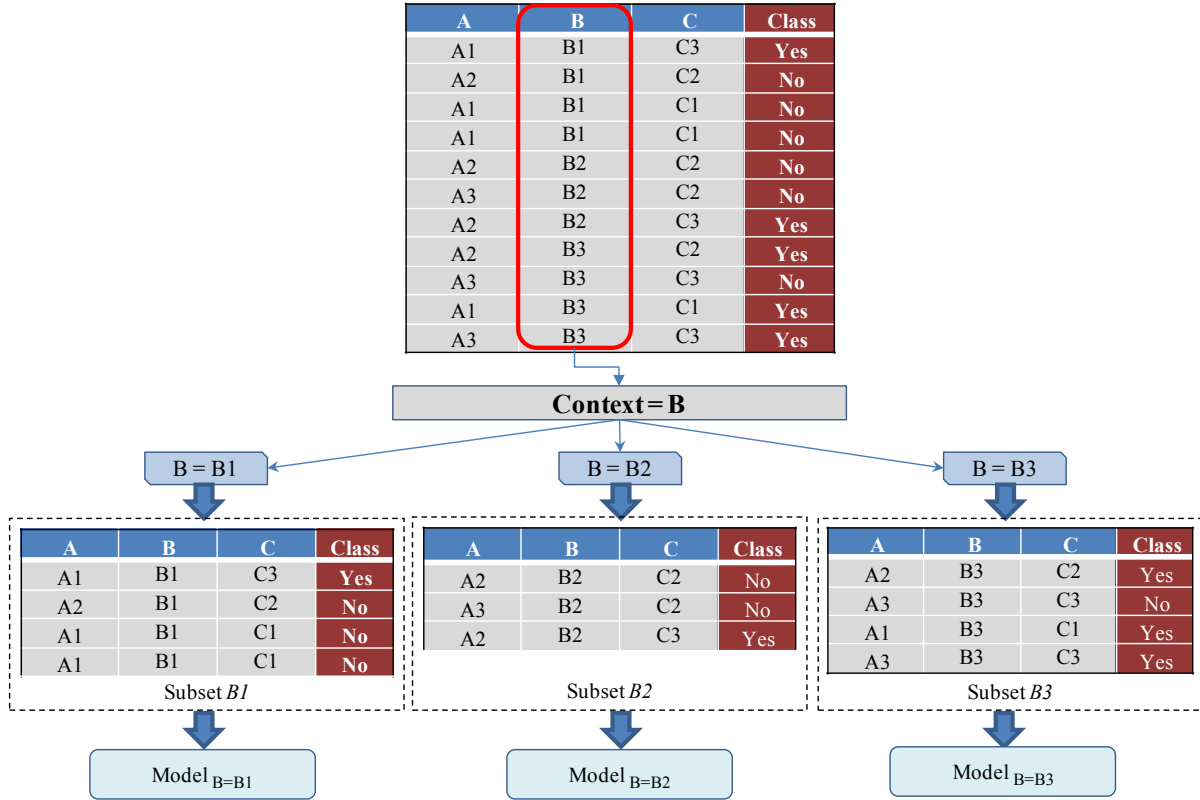 A B C Class
A1 B1 C3 Yes
A2 B1 C2 No
A1 B1 C1 No
A1 B1 C1 No
A2 B2 C2 No
A3 B2 C2 No
A2 B2 C3 Yes
A2 B3 C2 Yes
A3 B3 C3 No
A1 B3 C1 Yes
A3 B3 C3 Yes
Context = B
B = B1
B = B2
B = B3
A B C Class
A1 B1 C3 Yes
A2 B1 C2 No
A1 B1 C1 No
A1 B1 C1 No
Subset B1
A B C Class
A2 B2 C2 No
A3 B2 C2 No
A2 B2 C3 Yes
Subset B2
A B C Class
A2 B3 C2 Yes
A3 B3 C3 No
A1 B3 C1 Yes
A3 B3 C3 Yes
Subset B3
Model B=B1
Model B=B2
Model B=B3